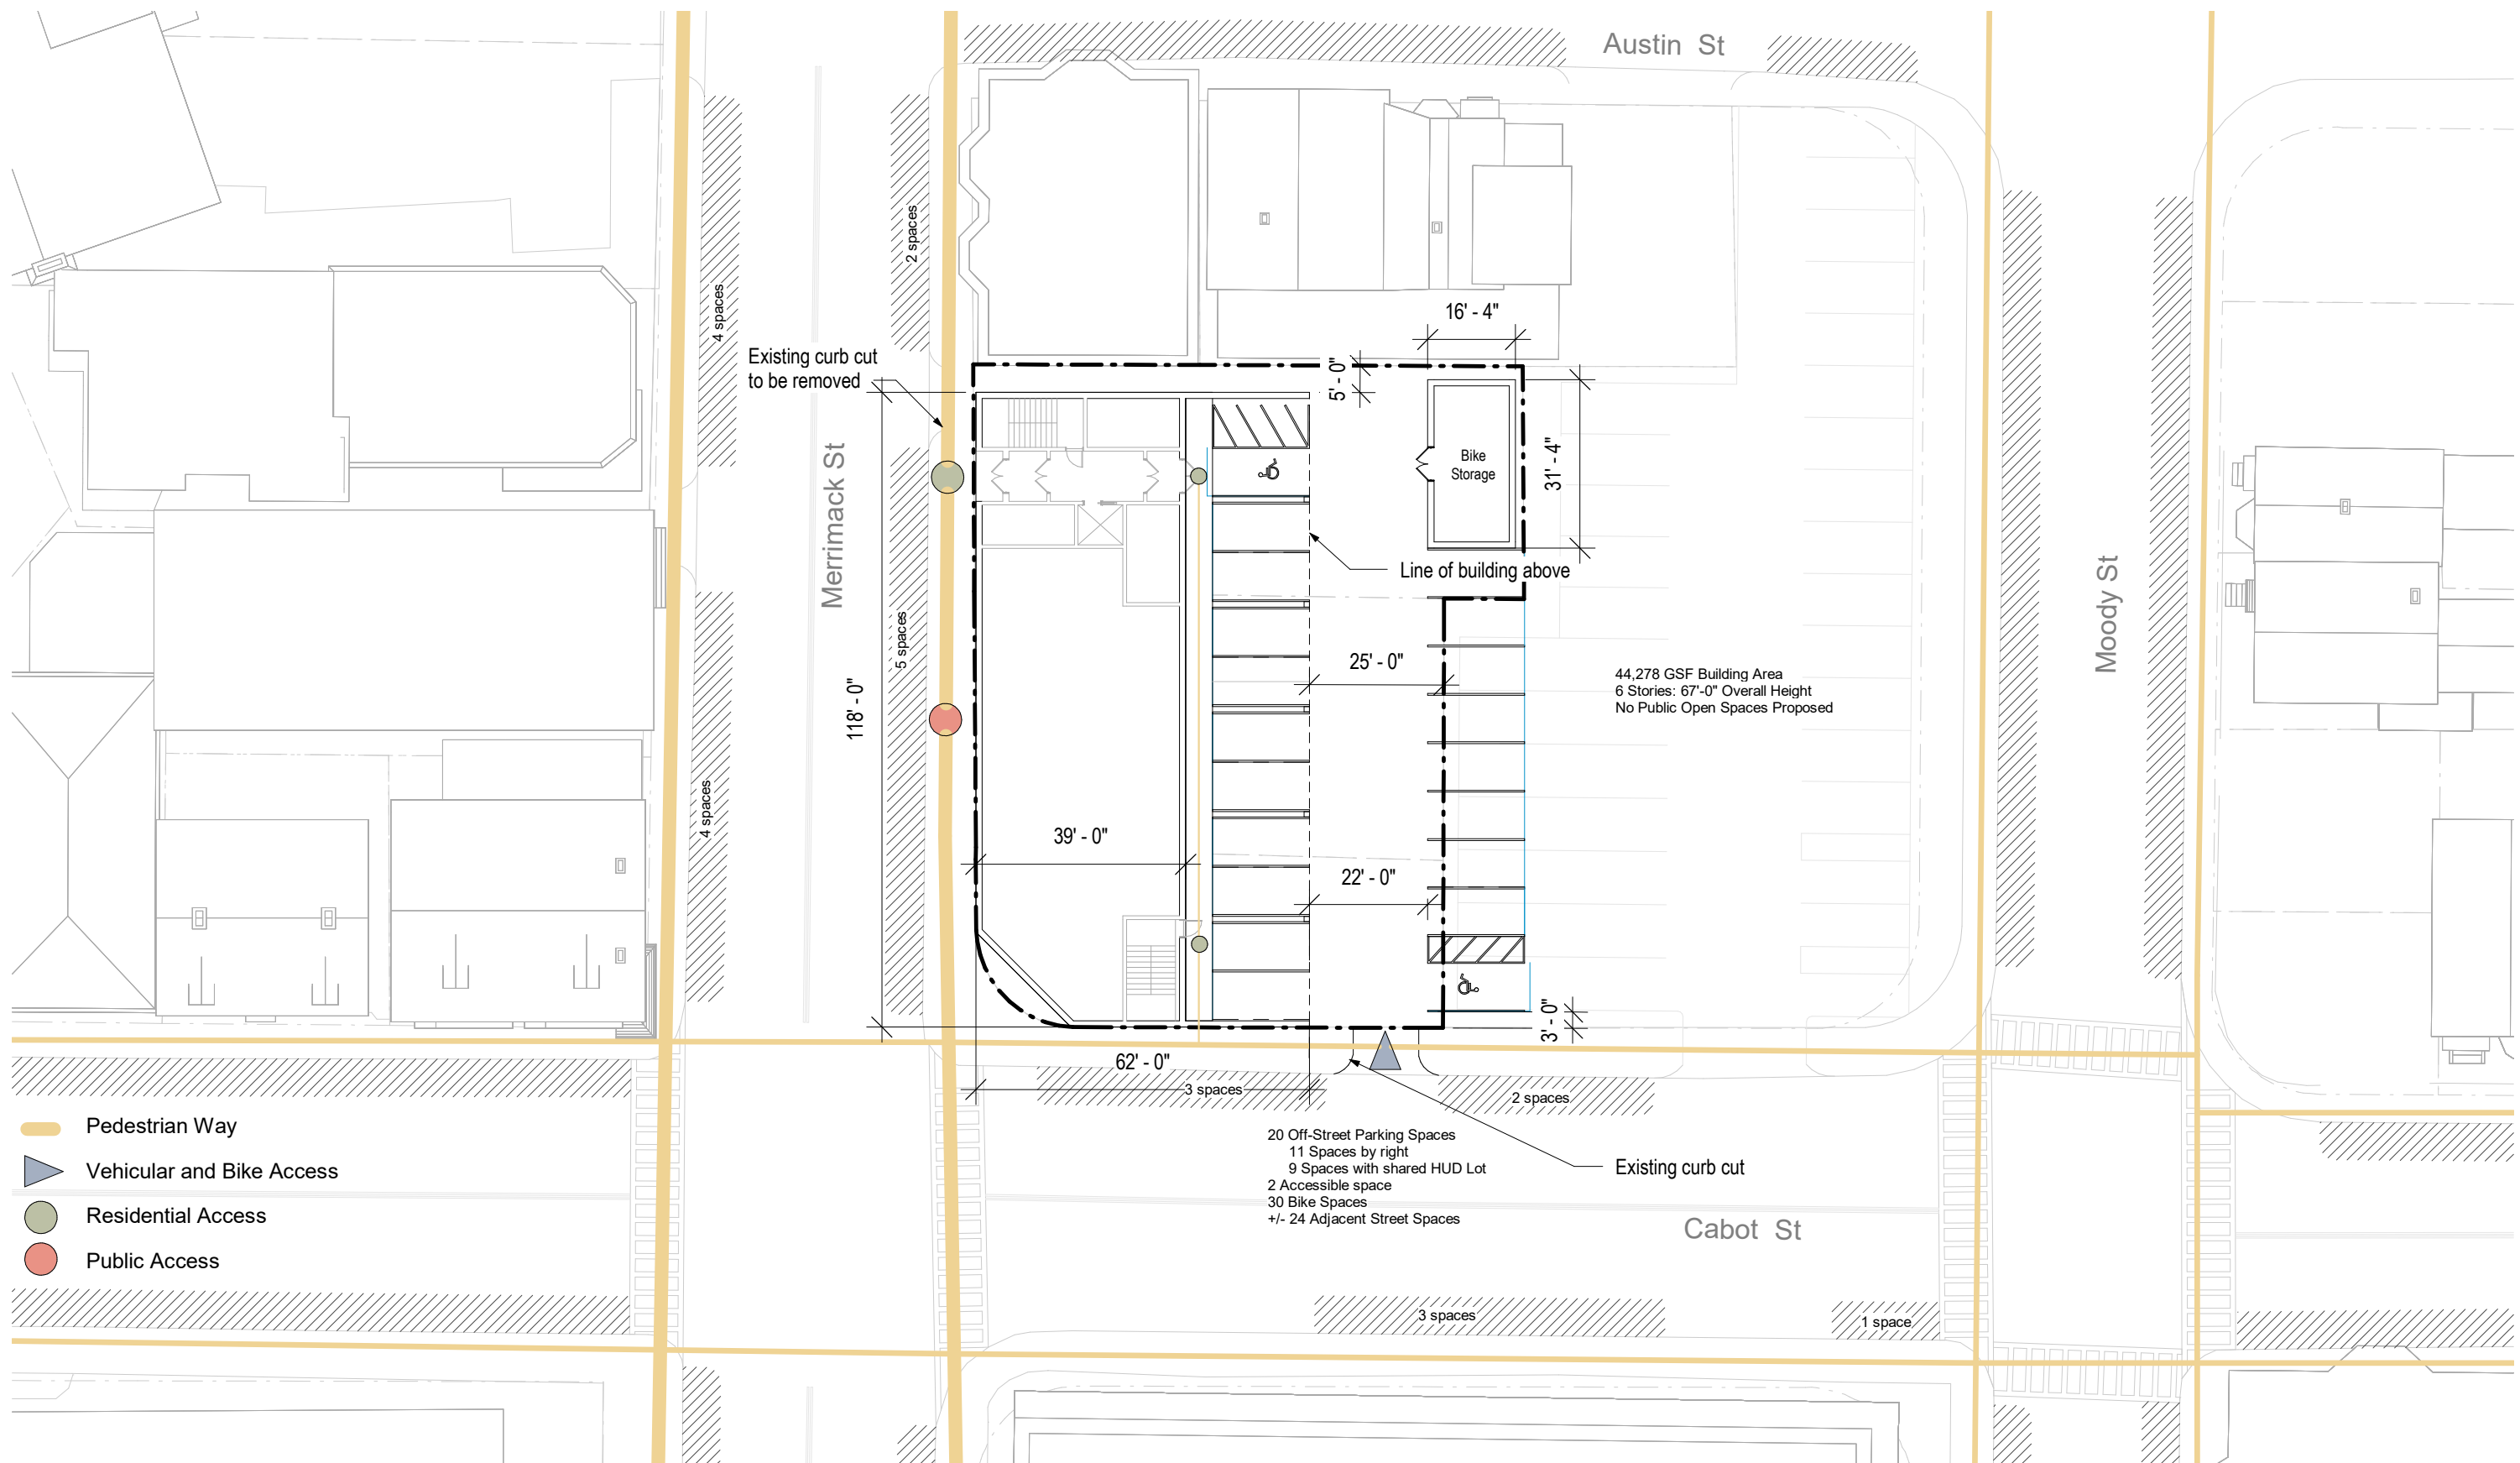 Austin St
2 spaces
4 spaces
16' - 4"
Existing curb cut
to be removed
5' - 0"
Merrimack St
Bike
Storage
31' - 4"
Line of building above
Moody St
5 spaces
25' - 0"
44,278 GSF Building Area
6 Stories: 67'-0" Overall Height
No Public Open Spaces Proposed
118' - 0"
4 spaces
39' - 0"
22' - 0"
3' - 0"
62' - 0"
3 spaces
2 spaces
Pedestrian Way
Vehicular and Bike Access
Residential Access
Public Access
20 Off-Street Parking Spaces
11 Spaces by right
9 Spaces with shared HUD Lot
2 Accessible space
30 Bike Spaces
+/- 24 Adjacent Street Spaces
Existing curb cut
Cabot St
3 spaces
1 space